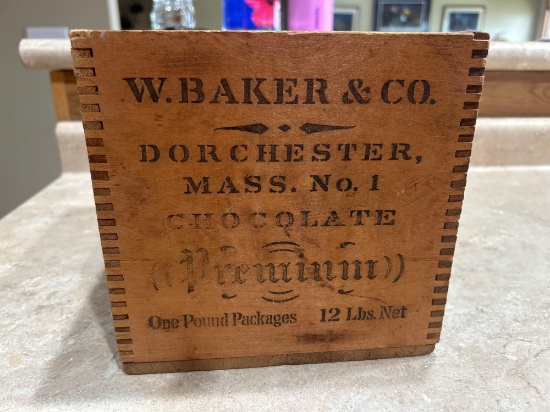 W. BAKER & CO.
DORCHESTER,
MASS. No. 1
CHOCOLATE
((Premium))
One Pound Packages 12 Lbs. Net